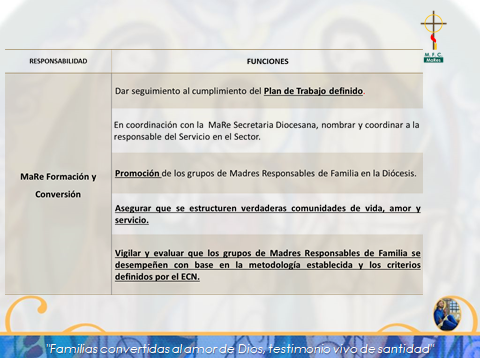 M. F. C.
MaRes
RESPONSABILIDAD
FUNCIONES
Dar seguimiento al cumplimiento del Plan de Trabajo definido.
En coordinación con la MaRe Secretaria Diocesana, nombrar y coordinar a la
responsable del Servicio en el Sector.
MaRe Formación y
Conversión
Promoción de los grupos de Madres Responsables de Familia en la Diócesis.
Asegurar que se estructuren verdaderas comunidades de vida, amor y
servicio.
Vigilar y evaluar que los grupos de Madres Responsables de Familia se
desempeñen con base en la metodología establecida y los criterios
definidos por el ECN.
"Familias convertidas al amor de Dios, testimonio vivo de santidad"